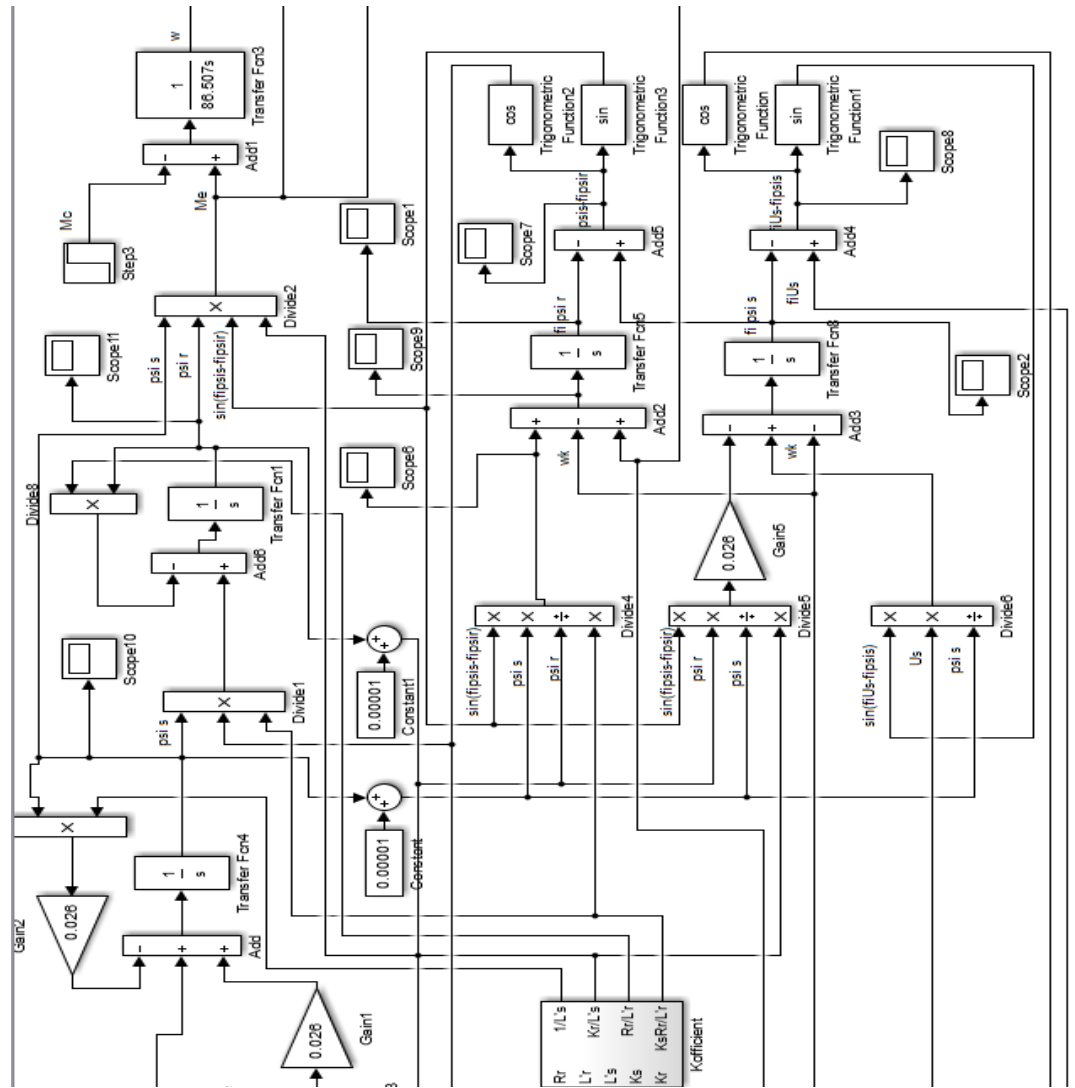 w
1
86.507s
Transfer Fcn3
-
+
Add1
Mc
Step3
Me
X
Divide2
psi s
psi r
sin(fipsis-fipsir)
Scope11
Scope1
Scope9
Scope6
Divide8
X
1
s
Transfer Fcn1
-
+
Add6
Scope10
X
Divide1
psi s
0.00001
Constant1
+
+
0.00001
Constant
+
+
X
1
s
Transfer Fcn4
Gain2
0.026
-
+
+
Add
0.026
Gain1
cos
Trigonometric
Function2
sin
Trigonometric
Function3
cos
Trigonometric
Function
sin
Trigonometric
Function1
Scope8
psis-fipsir
Scope7
-
+
Add5
fiUs-fipsis
-
+
Add4
fi psi r
1
s
Transfer Fcn5
fi psi s
fiUs
1
s
Transfer Fcn8
Scope2
+
-
+
Add2
wk
-
+
-
Add3
wk
0.026
Gain5
X
X
÷
X
Divide4
sin(fipsis-fipsir)
psi s
psi r
X
X
÷
X
Divide5
sin(fipsis-fipsir)
psi r
psi s
X
X
÷
Divide6
sin(fiUs-fipsis)
Us
psi s
Rr
L'r
L's
Ks
Kr
1/L's
Kr/L's
Rr/L'r
KsRr/L'r
Kofficient